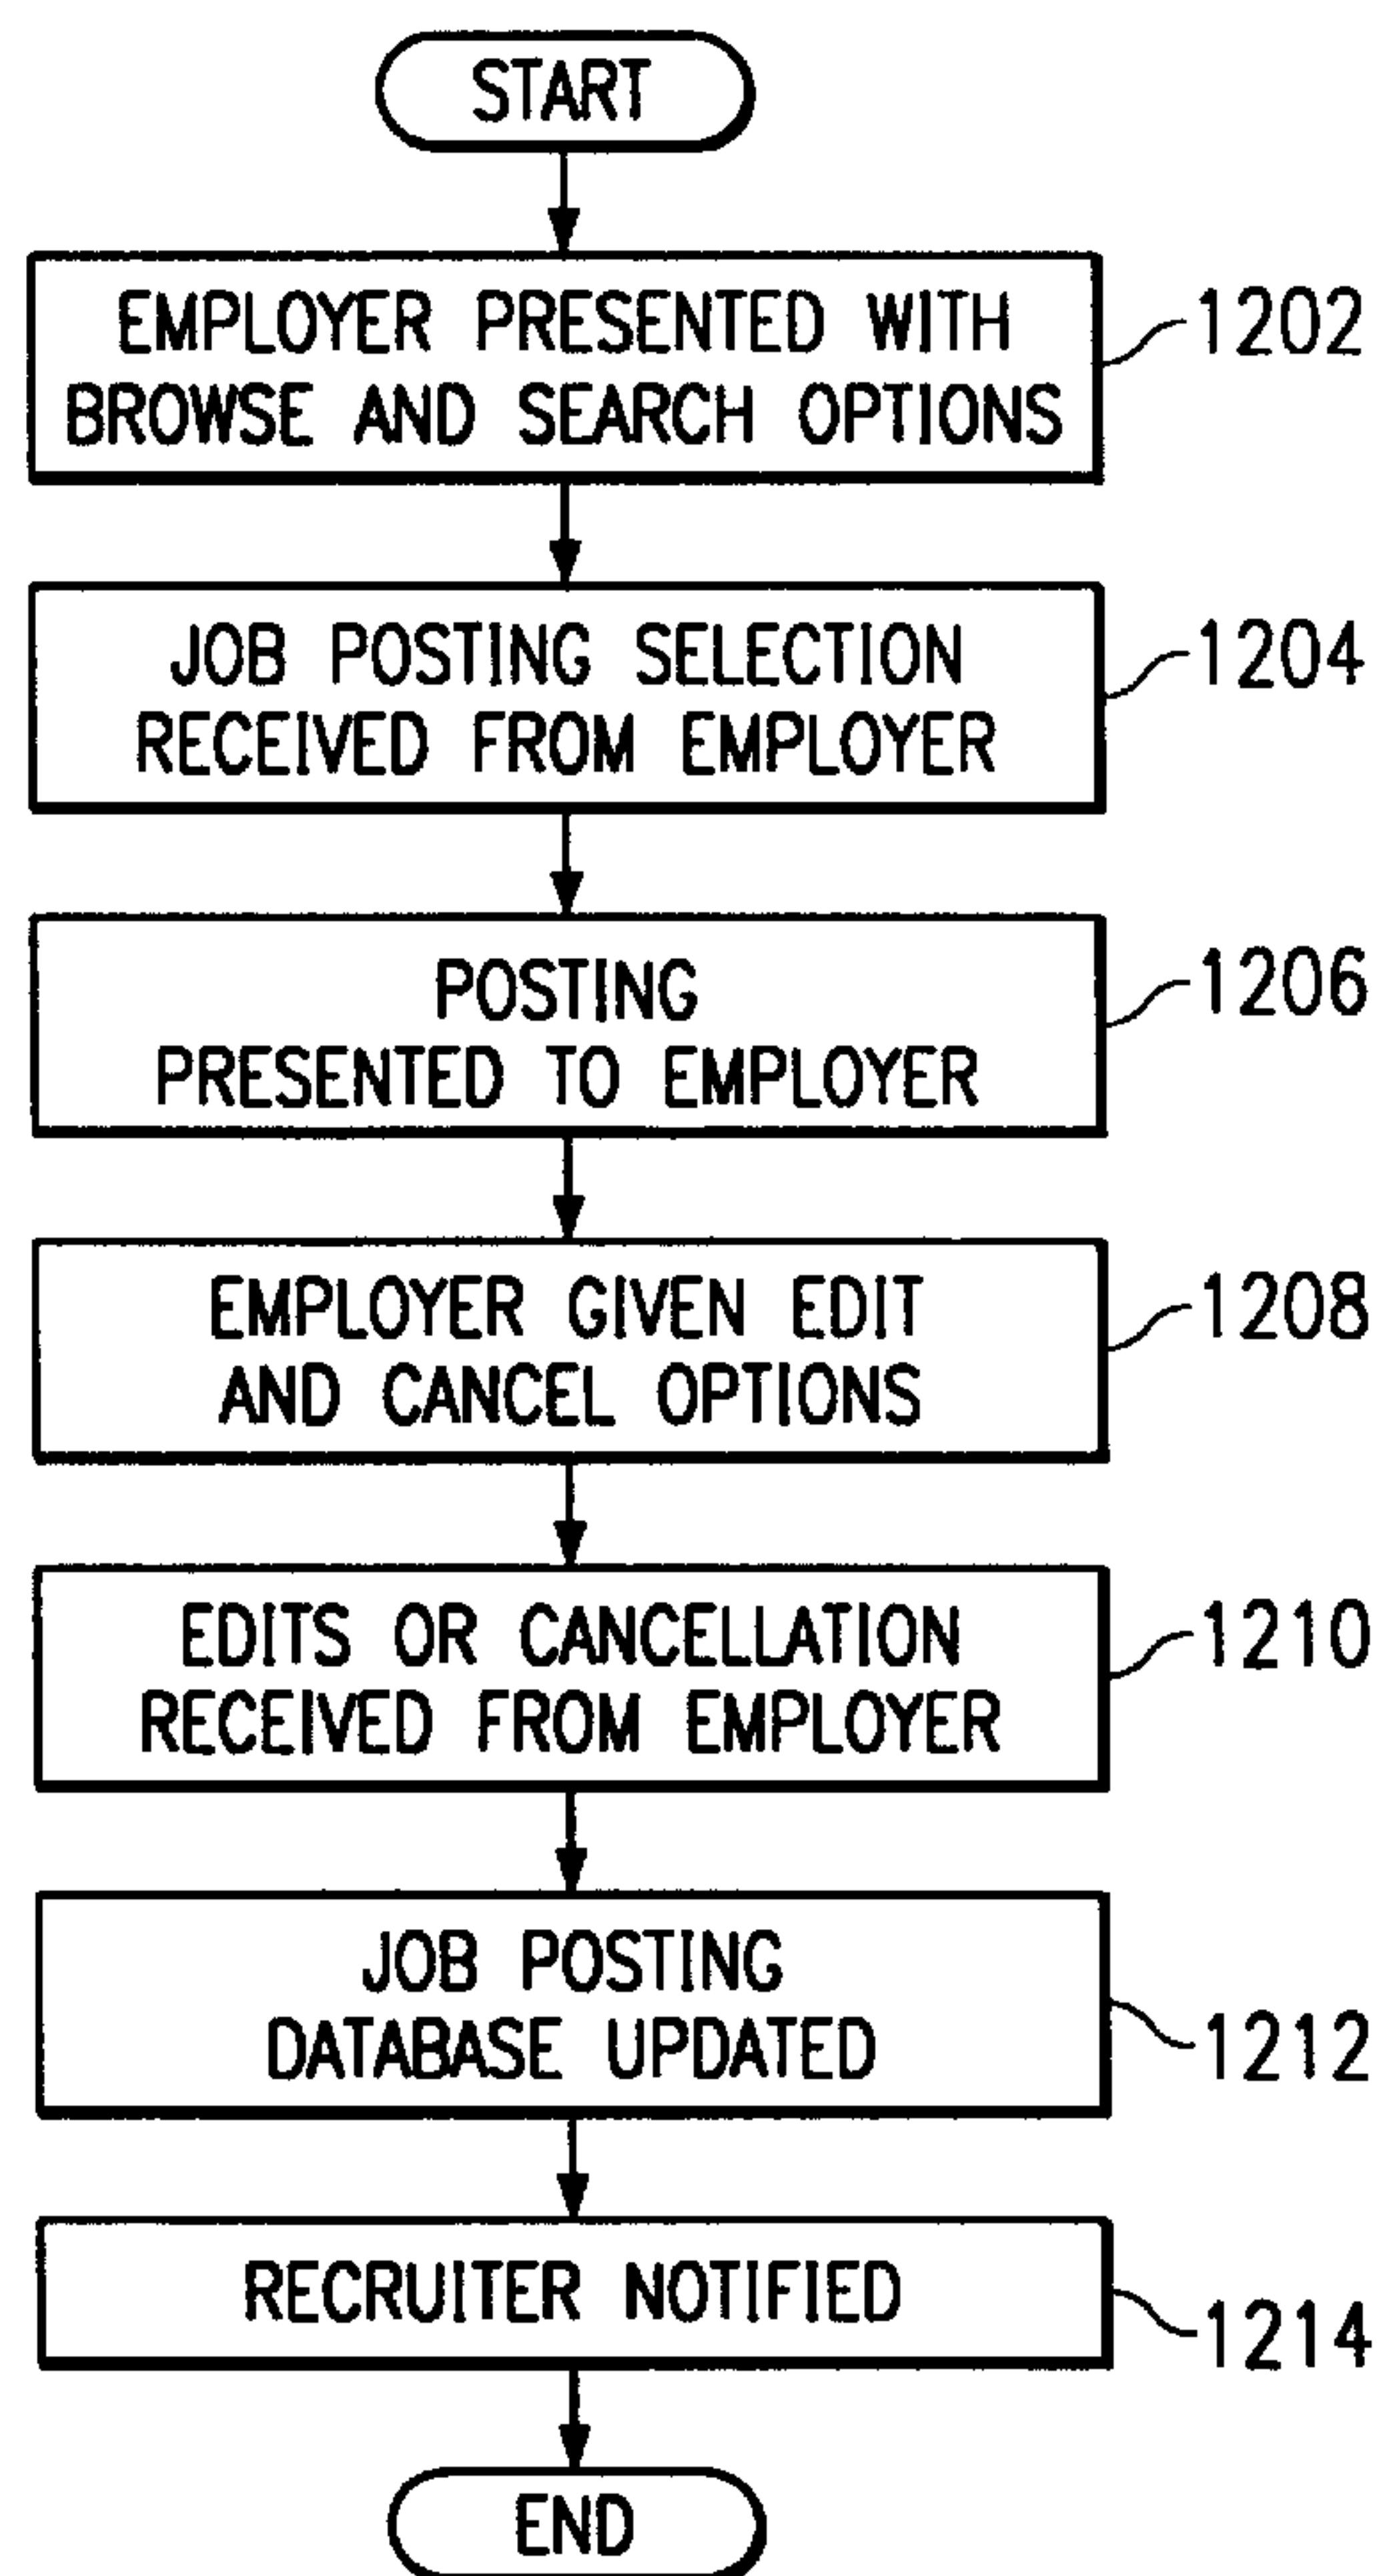 START
EMPLOYER PRESENTED WITH
BROWSE AND SEARCH OPTIONS
1202
JOB POSTING SELECTION
RECEIVED FROM EMPLOYER
1204
POSTING
PRESENTED TO EMPLOYER
1206
EMPLOYER GIVEN EDIT
AND CANCEL OPTIONS
1208
EDITS OR CANCELLATION
RECEIVED FROM EMPLOYER
1210
JOB POSTING
DATABASE UPDATED
1212
RECRUITER NOTIFIED
1214
END